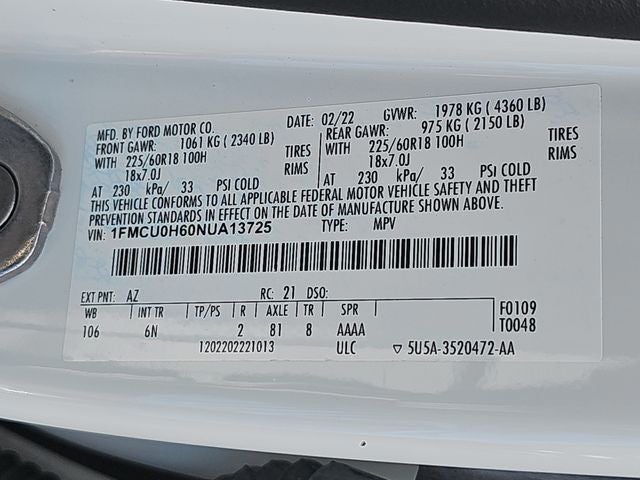 MFD. BY FORD MOTOR CO. DATE: 02/22 GVWR: 1978 KG ( 4360 LB)
FRONT GAWR: 1061 KG ( 2340 LB) REAR GAWR: 975 KG ( 2150 LB)
WITH 225/60R18 100H TIRES WITH 225/60R18 100H TIRES
18x7.0J RIMS 18x7.0J RIMS
AT 230 kPa/ 33 PSI COLD AT 230 kPa/ 33 PSI COLD
THIS VEHICLE CONFORMS TO ALL APPLICABLE FEDERAL MOTOR VEHICLE SAFETY AND THEFT
PREVENTION STANDARDS IN EFFECT ON THE DATE OF MANUFACTURE SHOWN ABOVE.
VIN: 1FMCU0H60NUA13725 TYPE: MPV
EXT PNT: AZ RC: 21 DSO:
WB INT TR TP/PS R AXLE TR SPR F0109
106 6N 2 81 8 AAAA T0048
1202202221013 ULC ▽ 5U5A-3520472-AA